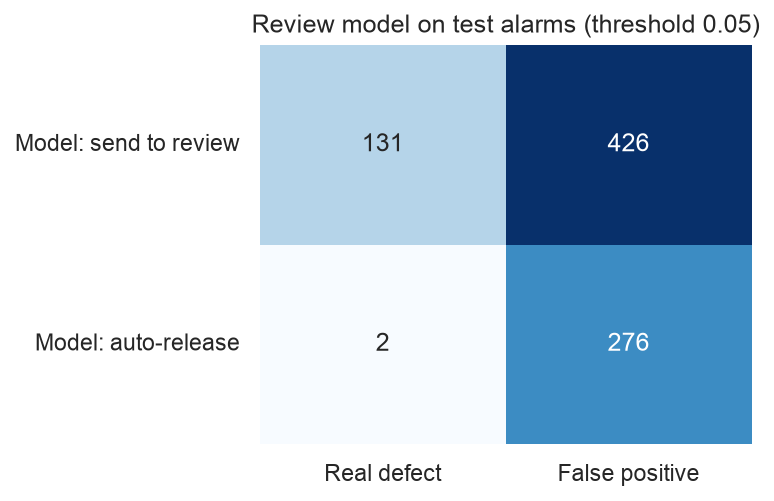 Review model on test alarms (threshold 0.05)
Model: send to review 131 426
Model: auto-release 2 276
Real defect False positive